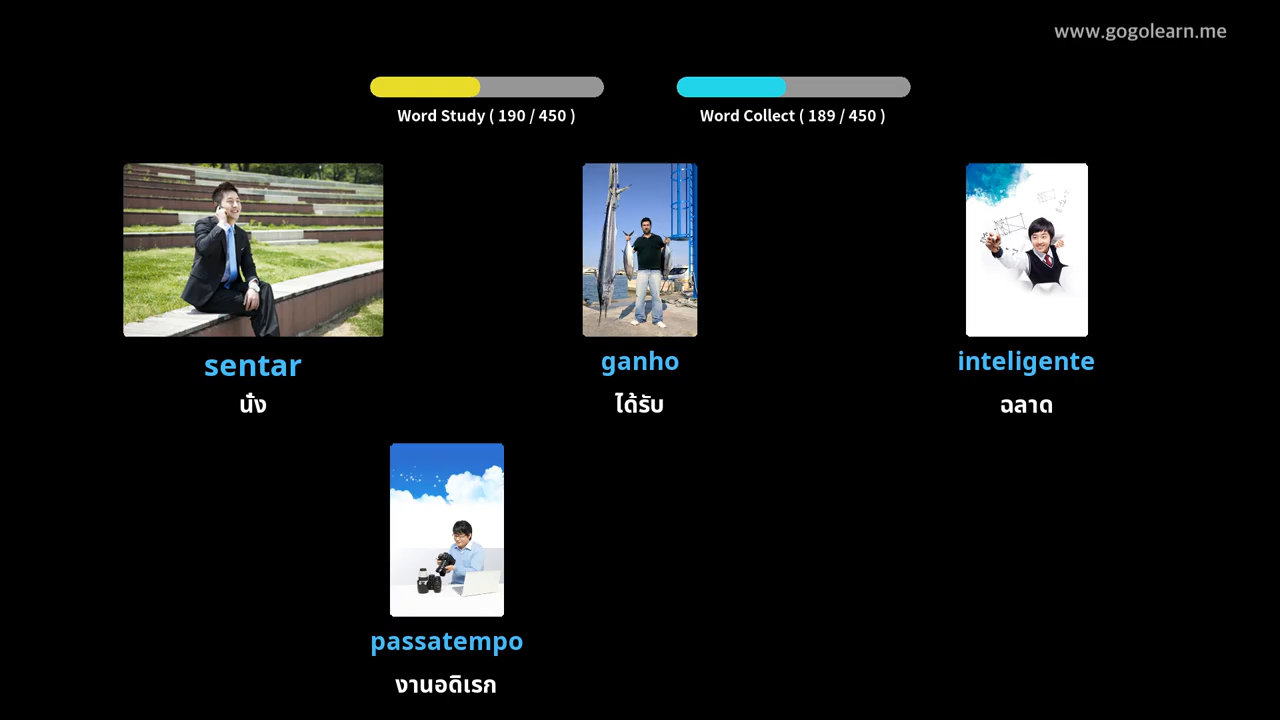 www.gogolearn.me
Word Study ( 190 / 450 )
Word Collect ( 189 / 450 )
sentar
นั่ง
ganho
ได้รับ
inteligente
ฉลาด
passatempo
งานอดิเรก